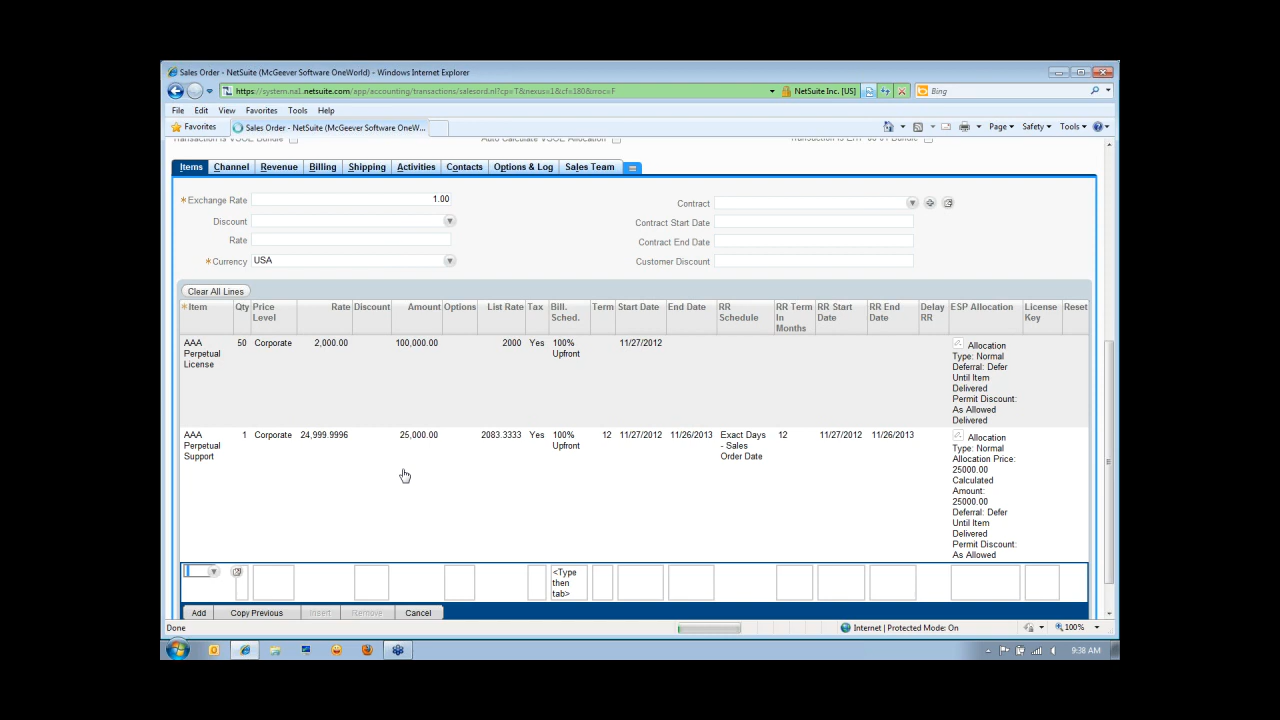 Sales Order - NetSuite (McGeever Software OneWorld) - Windows Internet Explorer
https://system.na1.netsuite.com/app/accounting/transactions/salesord.nl?cp=T&nexus=1&cf=180&rroc=F
NetSuite Inc. [US]
Bing
File Edit View Favorites Tools Help
Favorites Sales Order - NetSuite (McGeever Software OneW... Page Safety Tools
Items Channel Revenue Billing Shipping Activities Contacts Options & Log Sales Team
*Exchange Rate 1.00 Contract
Discount Contract Start Date
Rate Contract End Date
*Currency USA Customer Discount
Clear All Lines
*Item Qty Price Level Rate Discount Amount Options List Rate Tax Bill. Sched. Term Start Date End Date RR Schedule RR Term In Months RR Start Date RR End Date Delay RR ESP Allocation License Key Reset
AAA Perpetual License 50 Corporate 2,000.00 100,000.00 2000 Yes 100% Upfront 11/27/2012
Allocation
Type: Normal
Deferral: Defer
Until Item
Delivered
Permit Discount:
As Allowed
Delivered
AAA Perpetual Support 1 Corporate 24,999.9996 25,000.00 2083.3333 Yes 100% Upfront 12 11/27/2012 11/26/2013 Exact Days - Sales Order Date 12 11/27/2012 11/26/2013
Allocation
Type: Normal
Allocation Price:
25000.00
Calculated
Amount:
25000.00
Deferral: Defer
Until Item
Delivered
Permit Discount:
As Allowed
<Type
then
tab>
Add Copy Previous Insert Remove Cancel
Done Internet | Protected Mode: On 100%
9:38 AM